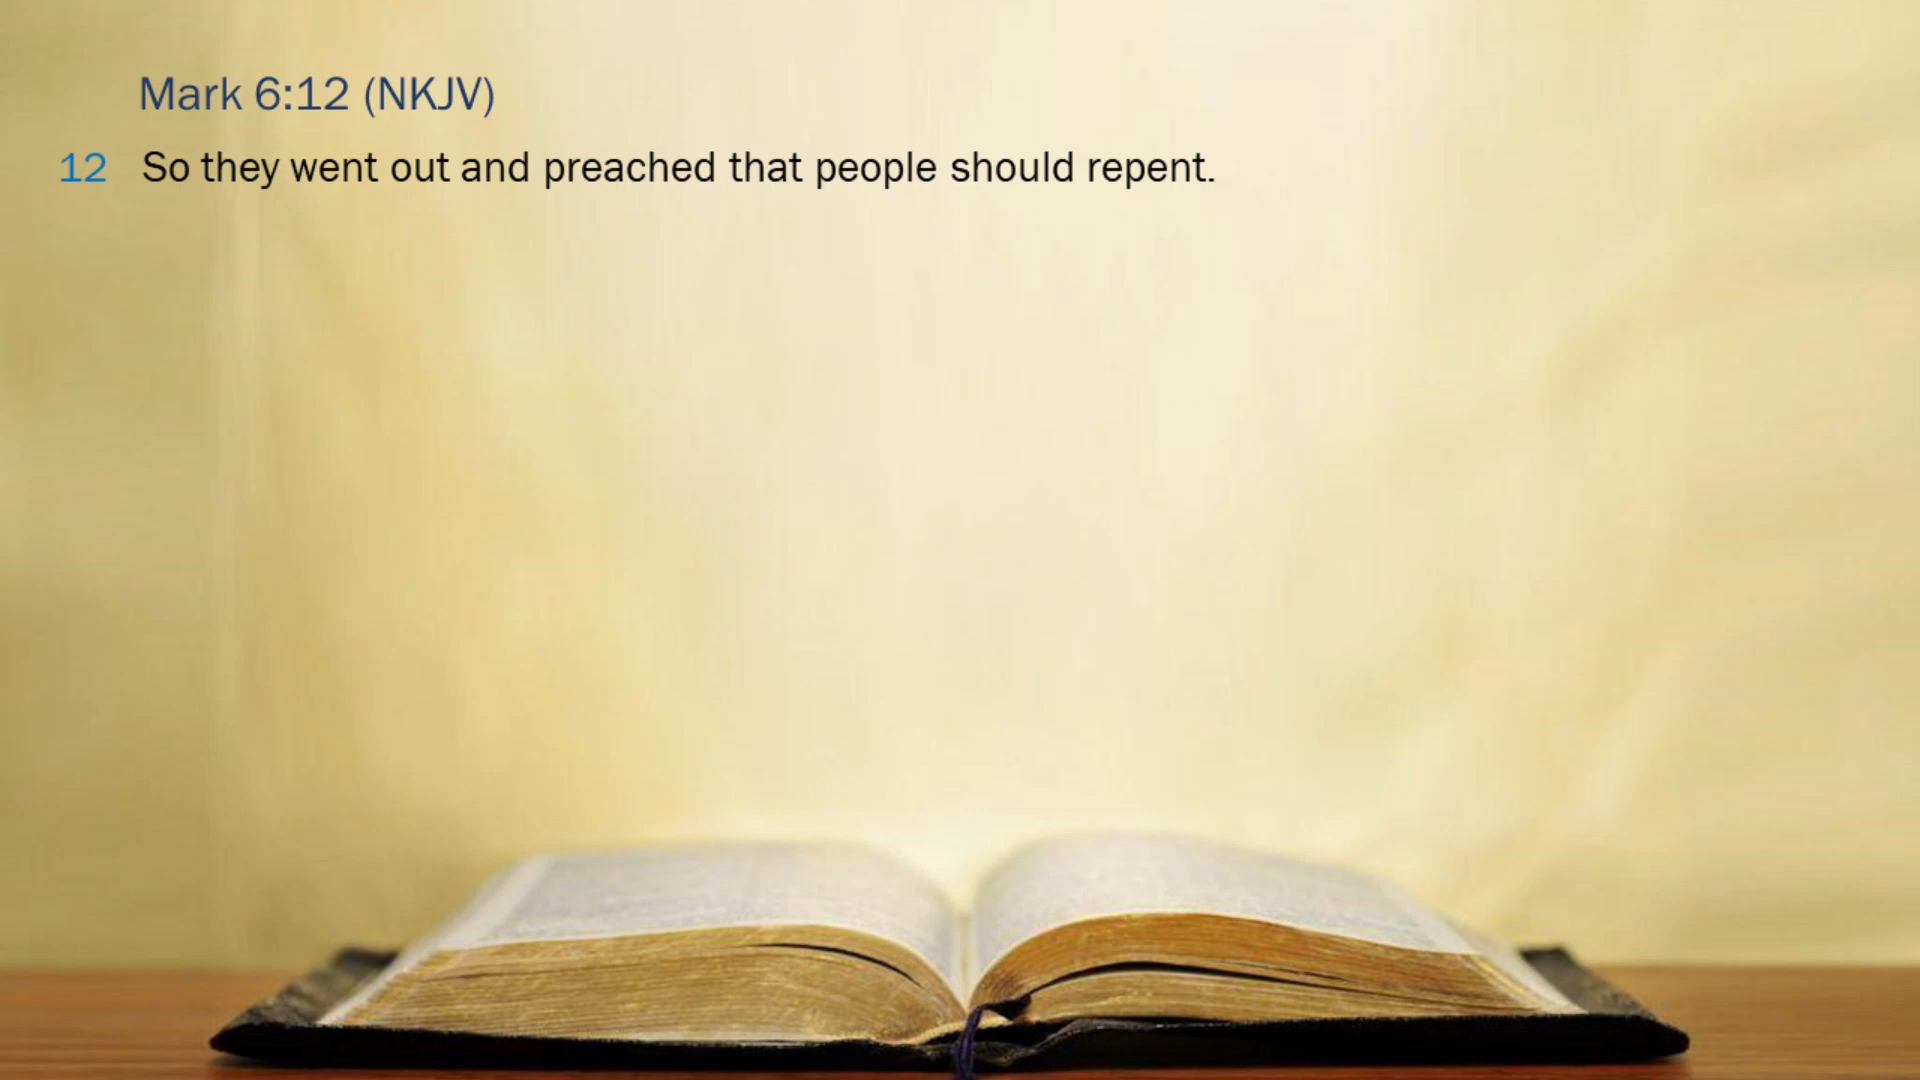 Mark 6:12 (NKJV)
12 So they went out and preached that people should repent.